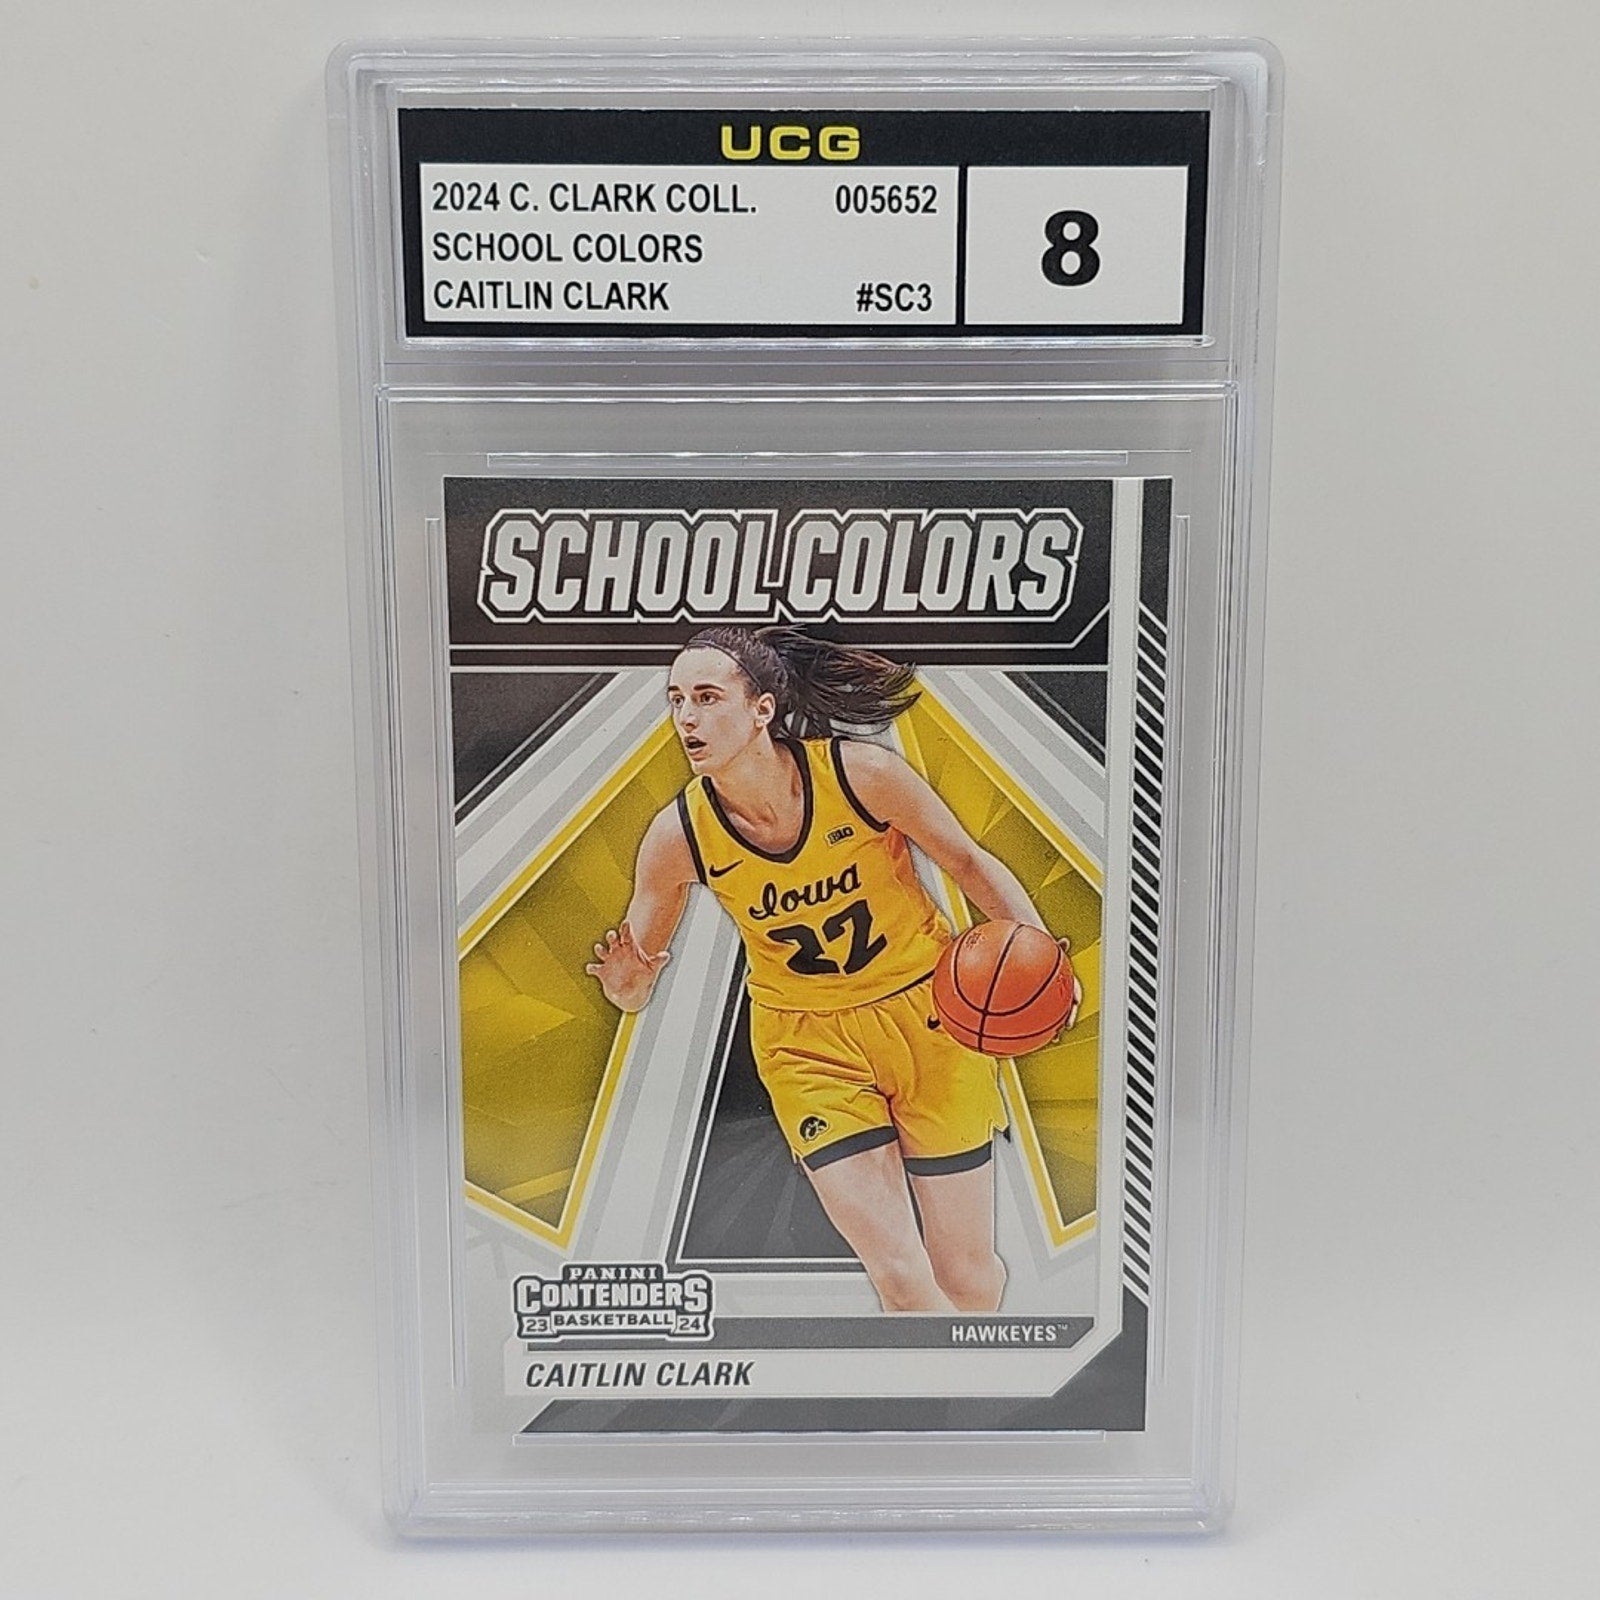 UCG
2024 C. CLARK COLL. 005652
SCHOOL COLORS
CAITLIN CLARK #SC3
8
SCHOOL COLORS
B1G
Iowa
22
PANINI
CONTENDERS
23 BASKETBALL 24
HAWKEYES™
CAITLIN CLARK